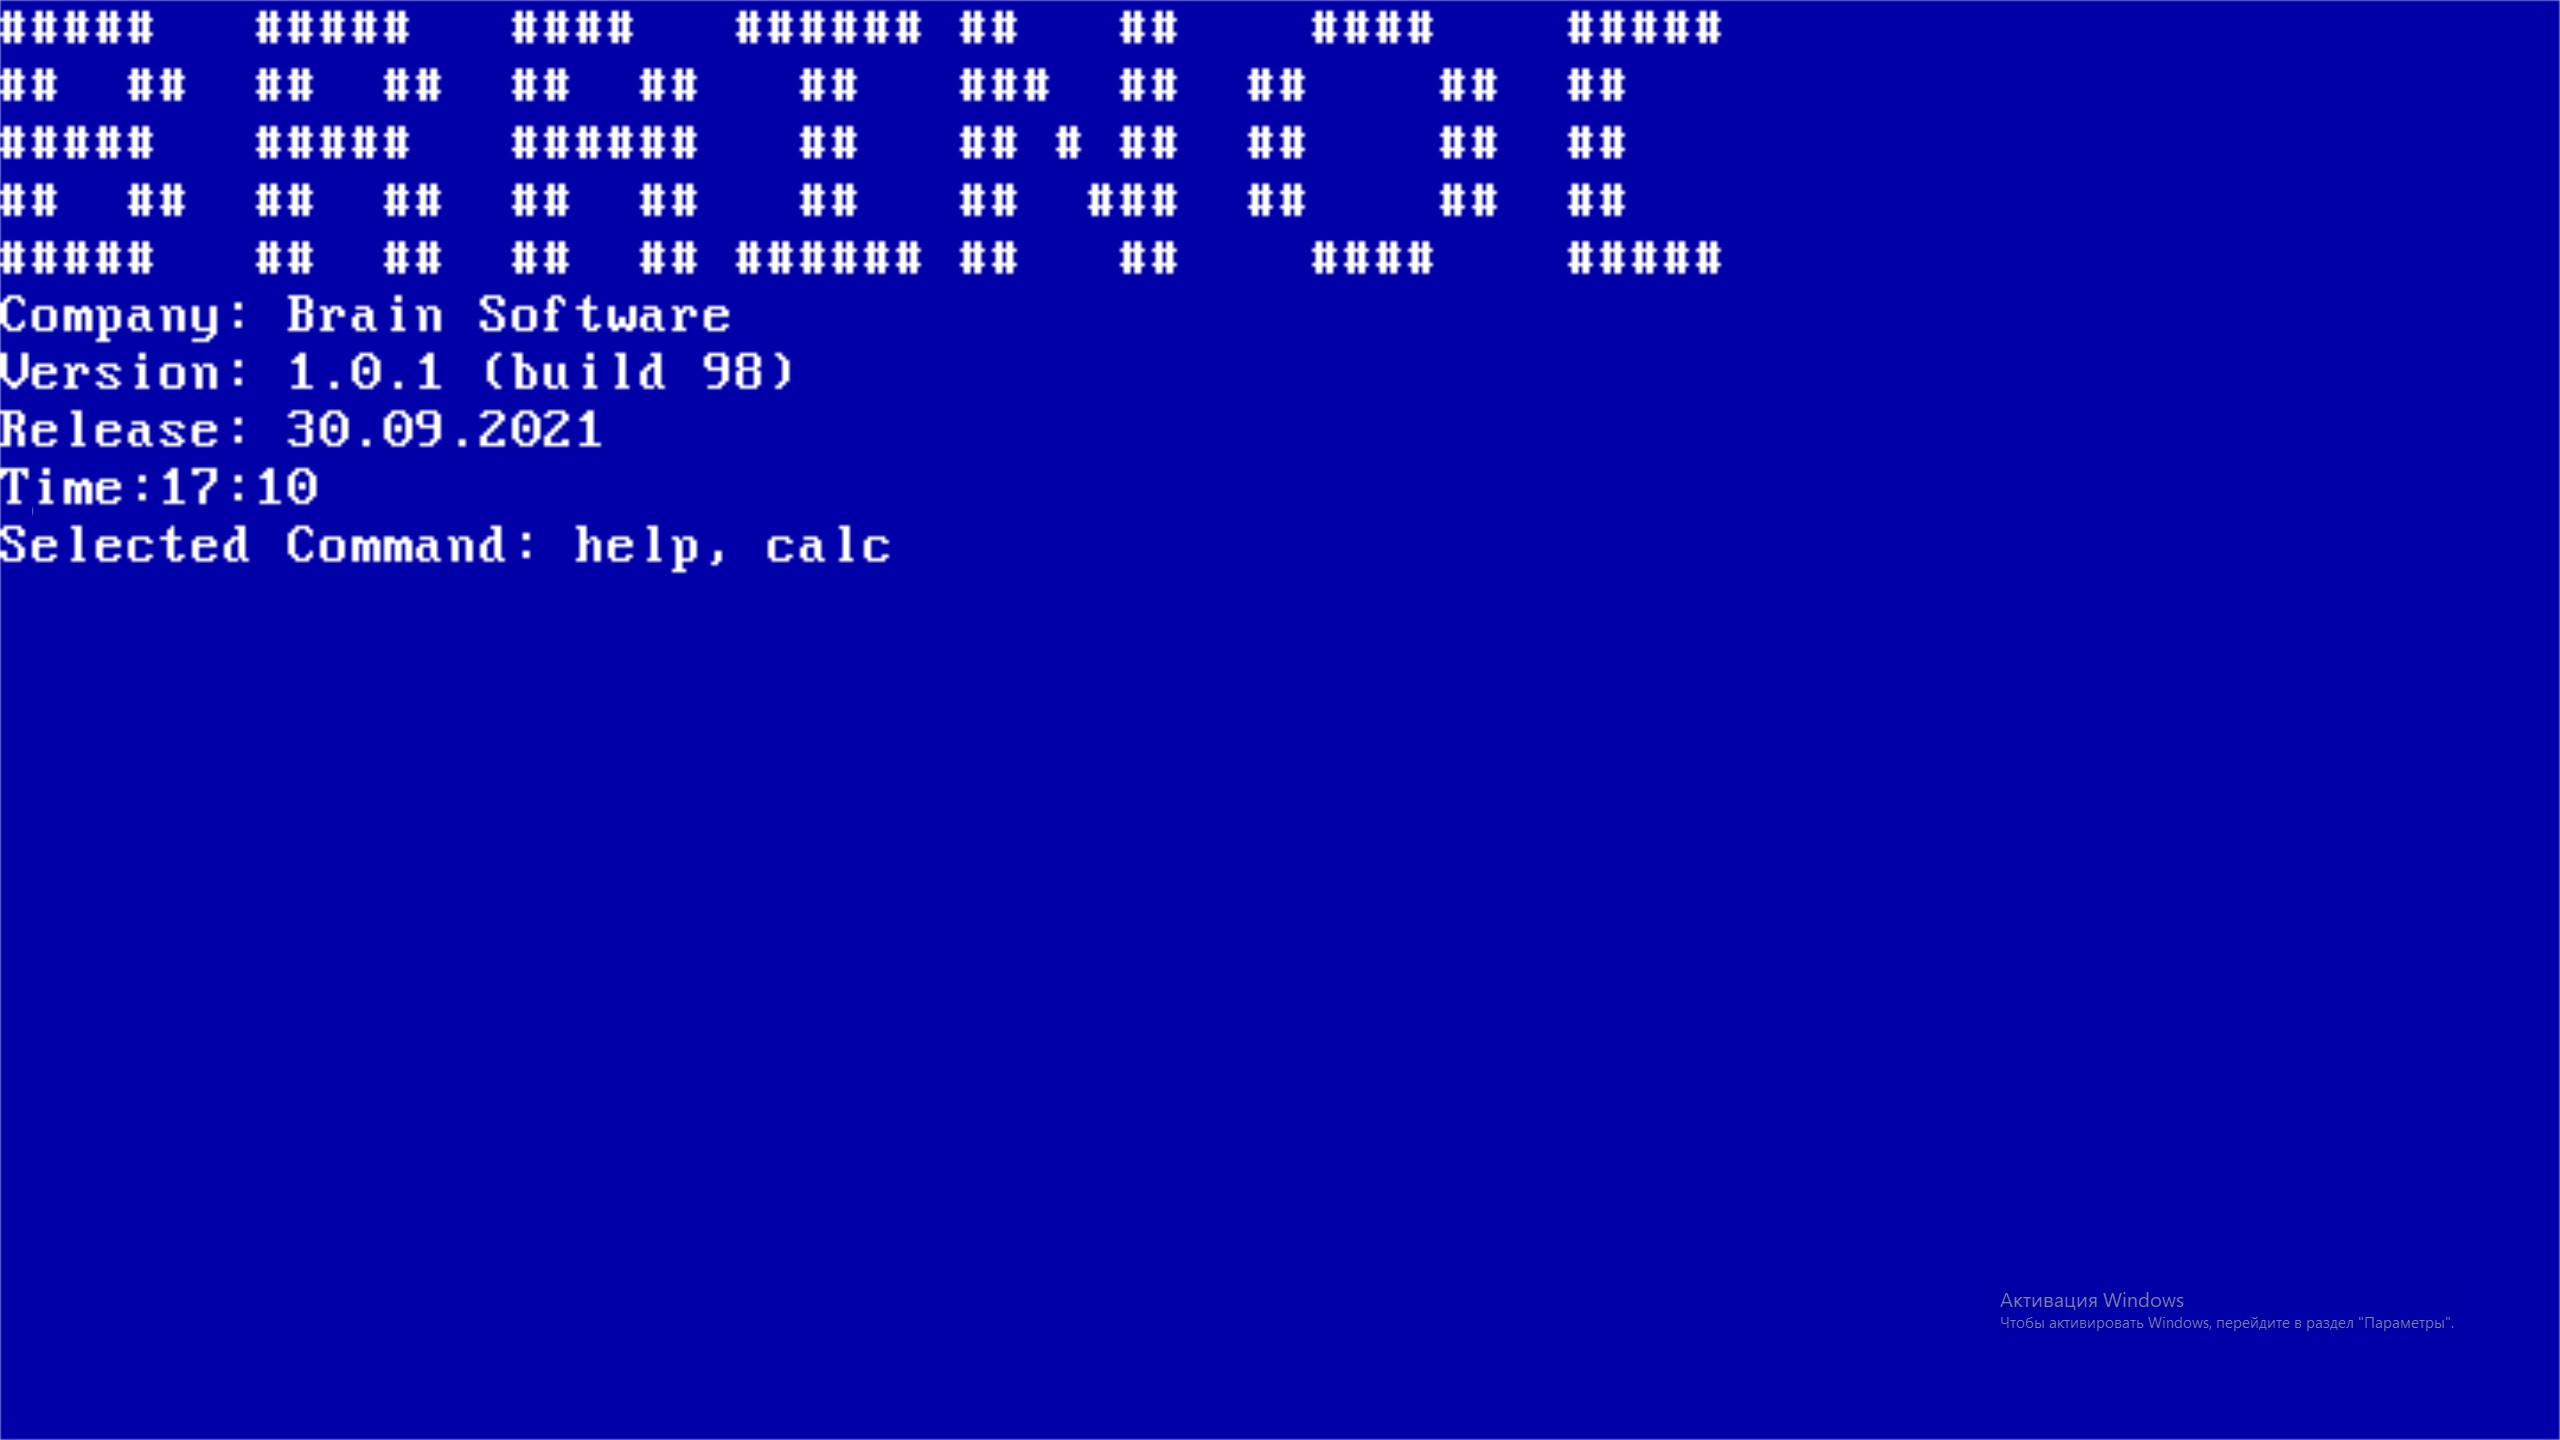 #####   #####   ####   ###### ##   ##    ####    #####
##  ##  ##  ##  ##  ##   ##   ###  ##  ##    ##  ##
#####   #####   ######   ##   ## # ##  ##    ##  ##
##  ##  ##  ##  ##  ##   ##   ##  ###  ##    ##  ##
#####   ##  ##  ##  ## ###### ##   ##    ####    #####
Company: Brain Software
Version: 1.0.1 (build 98)
Release: 30.09.2021
Time:17:10
Selected Command: help, calc
Активация Windows
Чтобы активировать Windows, перейдите в раздел "Параметры".